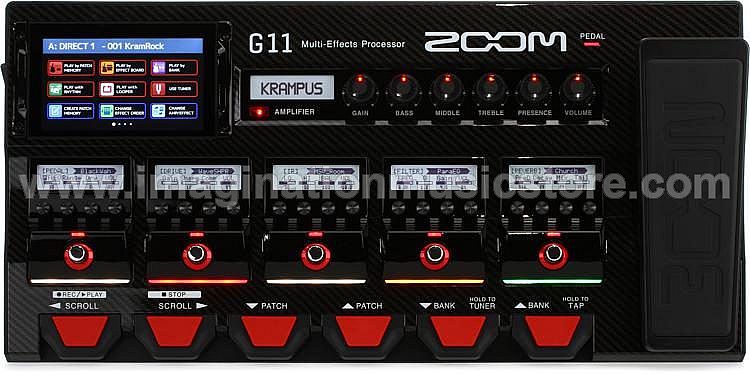 A: DIRECT 1 - 001 KramRock
PLAY by PATCH MEMORY
PLAY by EFFECT BOARD
PLAY by BANK
PLAY with RHYTHM
PLAY with LOOPER
USE TUNER
CREATE PATCH MEMORY
CHANGE EFFECT ORDER
CHANGE AMP/EFFECT
G11 Multi-Effects Processor
ZOOM
PEDAL
KRAMPUS
AMPLIFIER
GAIN BASS MIDDLE TREBLE PRESENCE VOLUME
[PEDAL] BlackWah
[DRIVE] WaveSHPR
[IR] Room
[FILTER] ParaEQ
[REVERB] Church
www.imaginationmusicstore.com
ZOOM
REC/PLAY
STOP
HOLD TO TUNER
HOLD TO TAP
SCROLL SCROLL PATCH PATCH BANK BANK